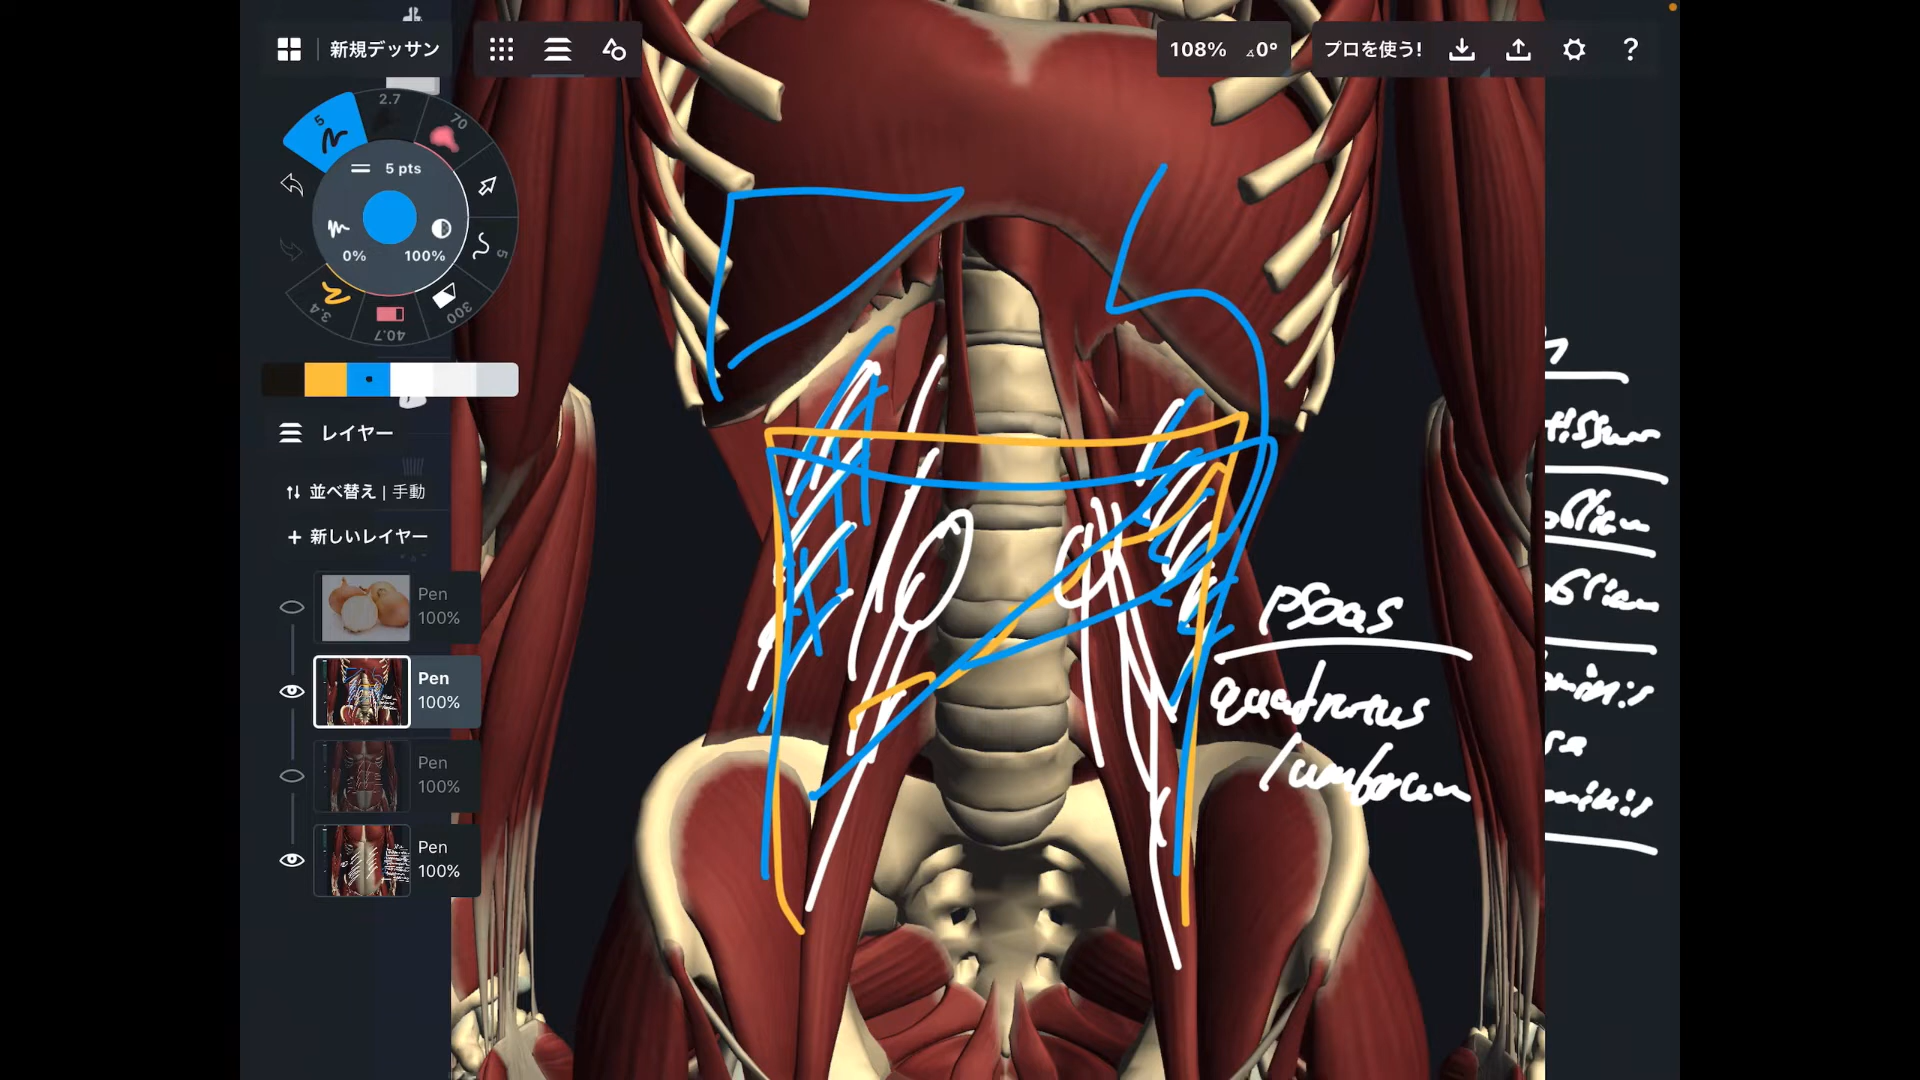 新規デッサン
108% ⊿0° プロを使う! ?
2.7
5
70
5 pts
0% 100%
5
3.4
40.7
300
レイヤー
並べ替え | 手動
+ 新しいレイヤー
Pen
100%
Pen
100%
Pen
100%
Pen
100%
psoas
quadratus
lumborum